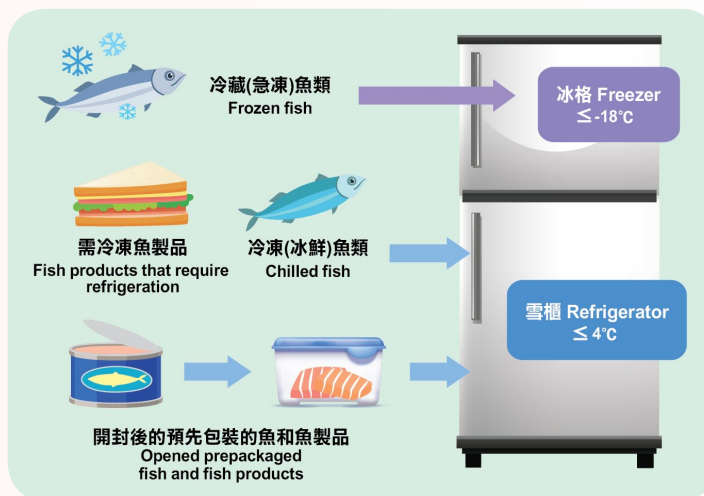 冷藏(急凍)魚類
Frozen fish
冰格 Freezer
≤-18℃
需冷凍魚製品
Fish products that require
refrigeration
冷凍(冰鮮)魚類
Chilled fish
雪櫃 Refrigerator
≤ 4℃
開封後的預先包裝的魚和魚製品
Opened prepackaged
fish and fish products